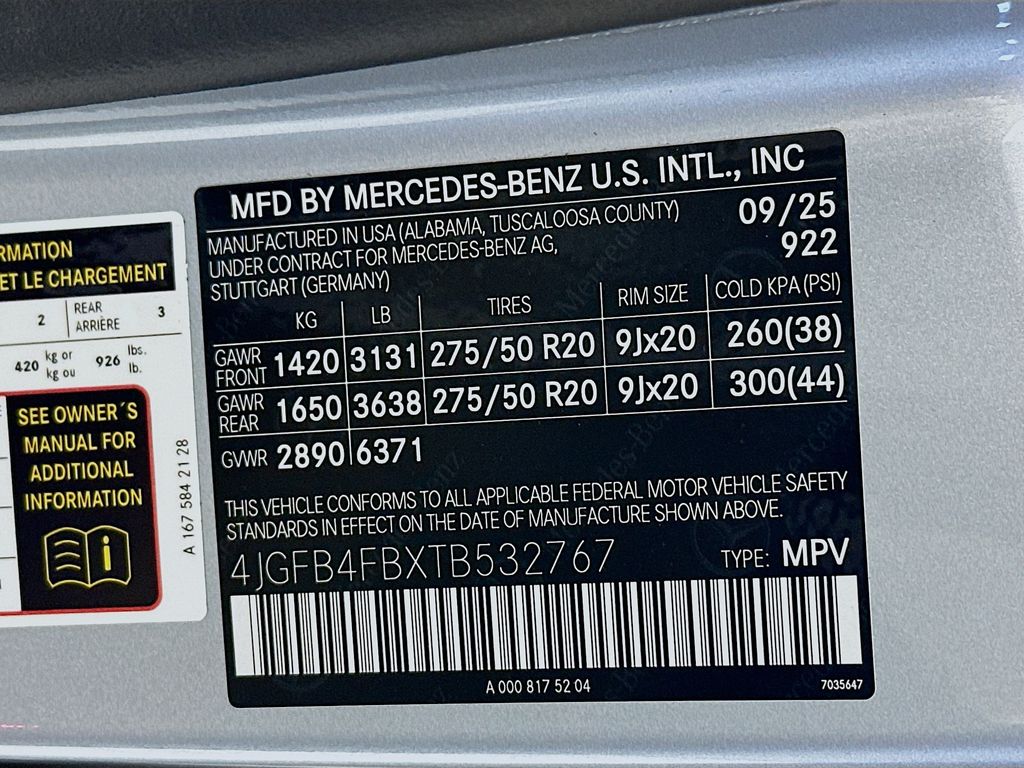 RMATION
ET LE CHARGEMENT
2 REAR ARRIÈRE 3
420 kg or kg ou 926 lbs. lb.
SEE OWNER´S
MANUAL FOR
ADDITIONAL
INFORMATION
A 167 584 21 28
MFD BY MERCEDES-BENZ U.S. INTL., INC
MANUFACTURED IN USA (ALABAMA, TUSCALOOSA COUNTY) 09/25
UNDER CONTRACT FOR MERCEDES-BENZ AG, 922
STUTTGART (GERMANY)
KG LB TIRES RIM SIZE COLD KPA(PSI)
GAWR FRONT 1420 3131 275/50 R20 9Jx20 260(38)
GAWR REAR 1650 3638 275/50 R20 9Jx20 300(44)
GVWR 2890 6371
THIS VEHICLE CONFORMS TO ALL APPLICABLE FEDERAL MOTOR VEHICLE SAFETY
STANDARDS IN EFFECT ON THE DATE OF MANUFACTURE SHOWN ABOVE.
4JGFB4FBXTB532767 TYPE: MPV
A 000 817 52 04 7035647